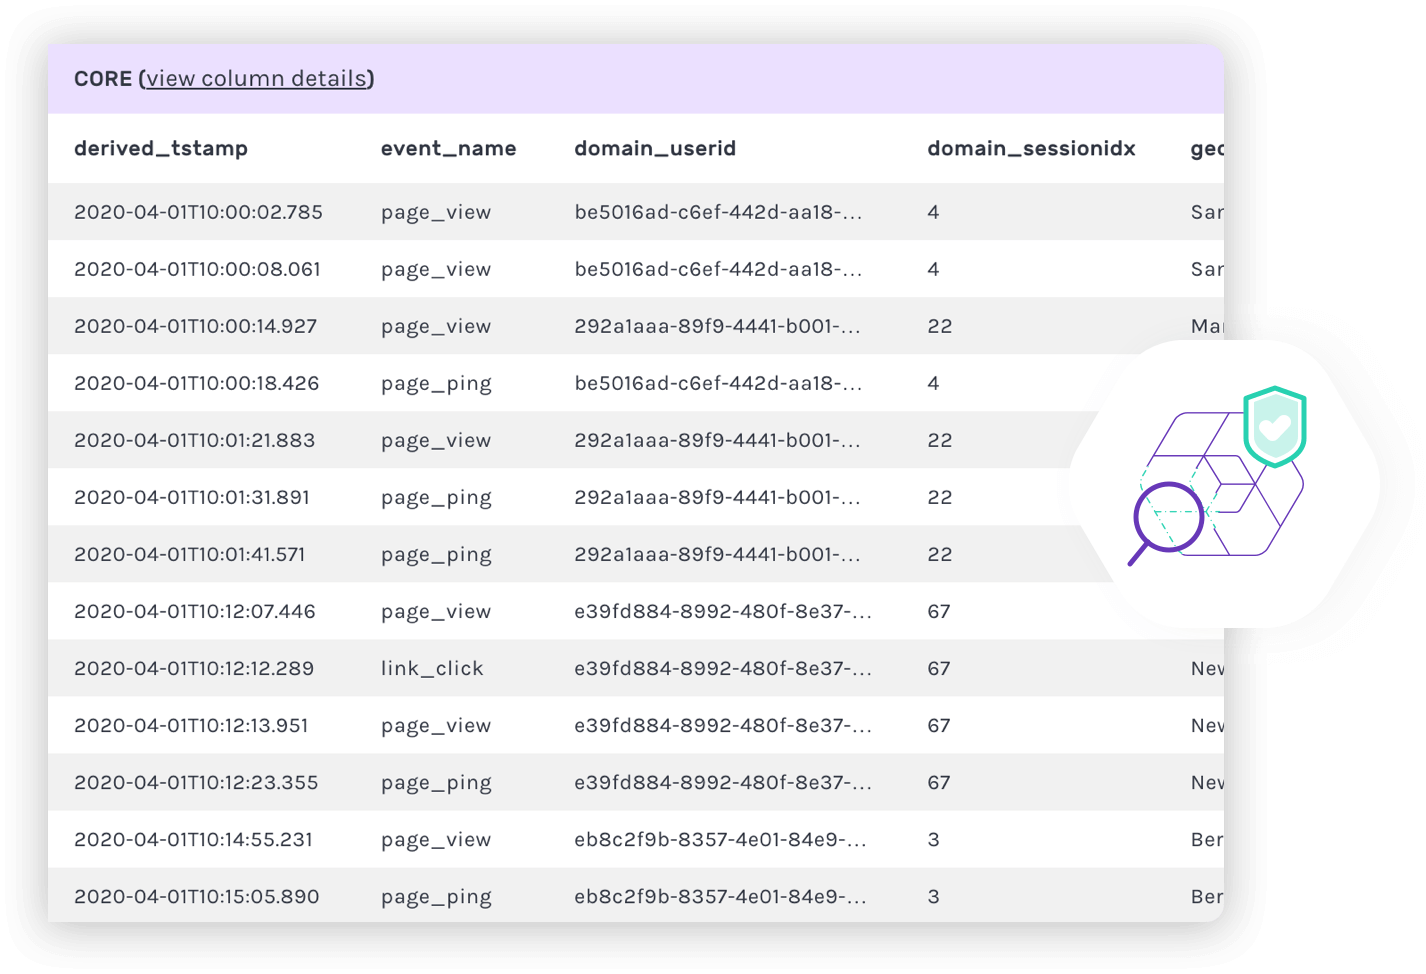 CORE (view column details)
derived_tstamp event_name domain_userid domain_sessionidx
2020-04-01T10:00:02.785 page_view be5016ad-c6ef-442d-aa18-... 4
2020-04-01T10:00:08.061 page_view be5016ad-c6ef-442d-aa18-... 4
2020-04-01T10:00:14.927 page_view 292a1aaa-89f9-4441-b001-... 22
2020-04-01T10:00:18.426 page_ping be5016ad-c6ef-442d-aa18-... 4
2020-04-01T10:01:21.883 page_view 292a1aaa-89f9-4441-b001-... 22
2020-04-01T10:01:31.891 page_ping 292a1aaa-89f9-4441-b001-... 22
2020-04-01T10:01:41.571 page_ping 292a1aaa-89f9-4441-b001-... 22
2020-04-01T10:12:07.446 page_view e39fd884-8992-480f-8e37-... 67
2020-04-01T10:12:12.289 link_click e39fd884-8992-480f-8e37-... 67 New
2020-04-01T10:12:13.951 page_view e39fd884-8992-480f-8e37-... 67 New
2020-04-01T10:12:23.355 page_ping e39fd884-8992-480f-8e37-... 67 New
2020-04-01T10:14:55.231 page_view eb8c2f9b-8357-4e01-84e9-... 3 Ber
2020-04-01T10:15:05.890 page_ping eb8c2f9b-8357-4e01-84e9-... 3 Ber